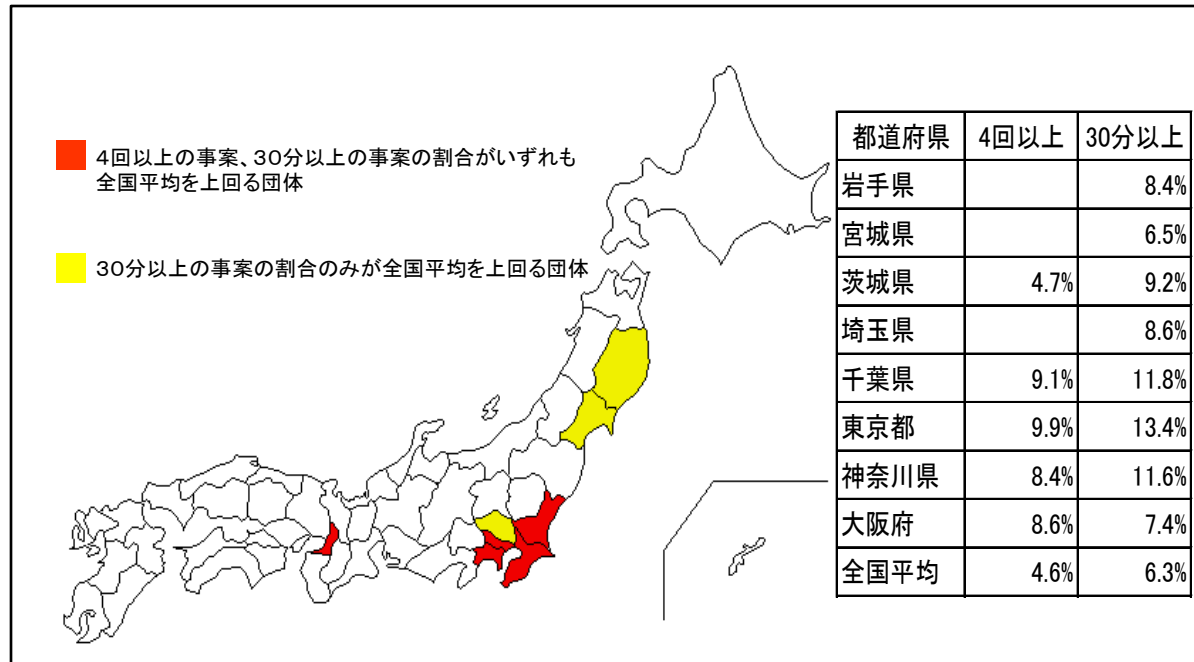 4回以上の事案、30分以上の事案の割合がいずれも
全国平均を上回る団体
30分以上の事案の割合のみが全国平均を上回る団体
都道府県 4回以上 30分以上
岩手県 8.4%
宮城県 6.5%
茨城県 4.7% 9.2%
埼玉県 8.6%
千葉県 9.1% 11.8%
東京都 9.9% 13.4%
神奈川県 8.4% 11.6%
大阪府 8.6% 7.4%
全国平均 4.6% 6.3%